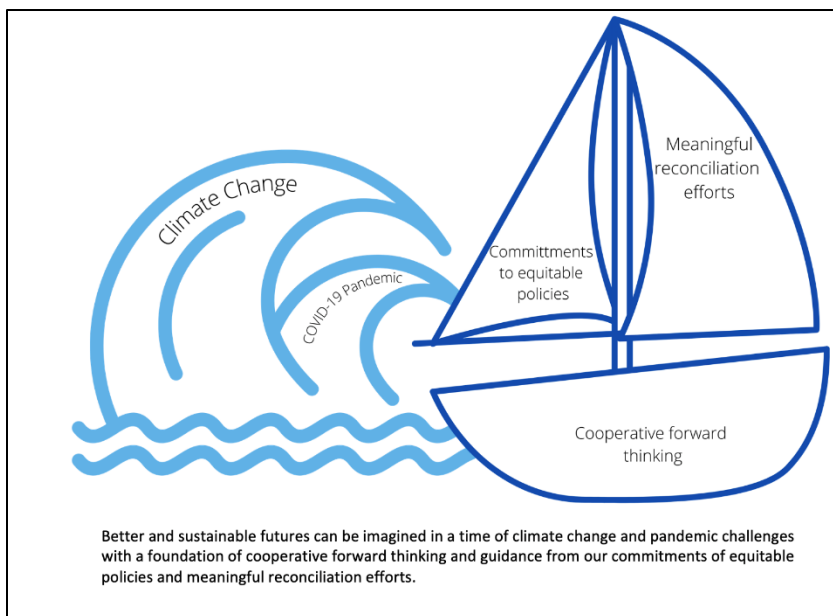 Climate Change
COVID-19 Pandemic
Committments
to equitable
policies
Meaningful
reconciliation
efforts
Cooperative forward
thinking
Better and sustainable futures can be imagined in a time of climate change and pandemic challenges
with a foundation of cooperative forward thinking and guidance from our commitments of equitable
policies and meaningful reconciliation efforts.